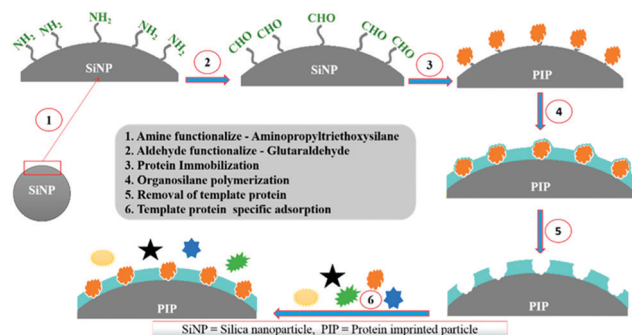 NH₂ NH₂ NH₂ NH₂ NH₂
SiNP
2
CHO CHO CHO CHO CHO
SiNP
3
PIP
1
4
SiNP
1. Amine functionalize - Aminopropyltriethoxysilane
2. Aldehyde functionalize - Glutaraldehyde
3. Protein Immobilization
4. Organosilane polymerization
5. Removal of template protein
6. Template protein specific adsorption
PIP
5
PIP
6
PIP
SiNP = Silica nanoparticle, PIP = Protein imprinted particle